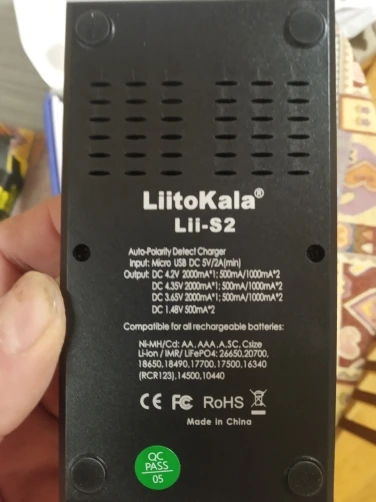 LiitoKala®
Lii-S2
Auto-Polarity Detect Charger
Input: Micro USB DC 5V/2A(min)
Output: DC 4.2V 2000mA*1; 500mA/1000mA*2
DC 4.35V 2000mA*1; 500mA/1000mA*2
DC 3.65V 2000mA*1; 500mA/1000mA*2
DC 1.48V 500mA*2
Compatible for all rechargeable batteries:
Ni-MH/Cd: AA, AAA, A,SC, Csize
Li-ion / IMR/ LiFePO4: 26650,20700,
18650,18490,17700,17500,16340
(RCR123),14500,10440
CE FC RoHS
Made in China
QC
PASS
05